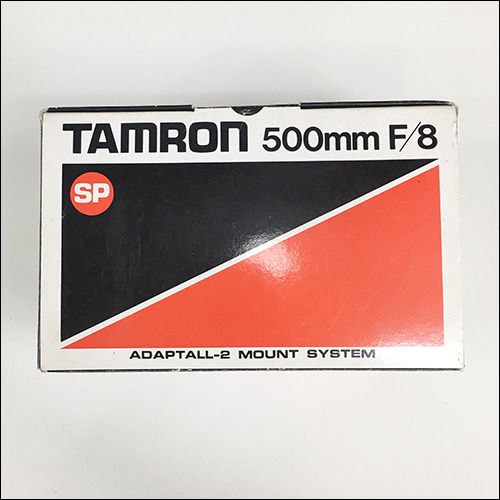 TAMRON 500mm F/8
SP
ADAPTALL-2 MOUNT SYSTEM